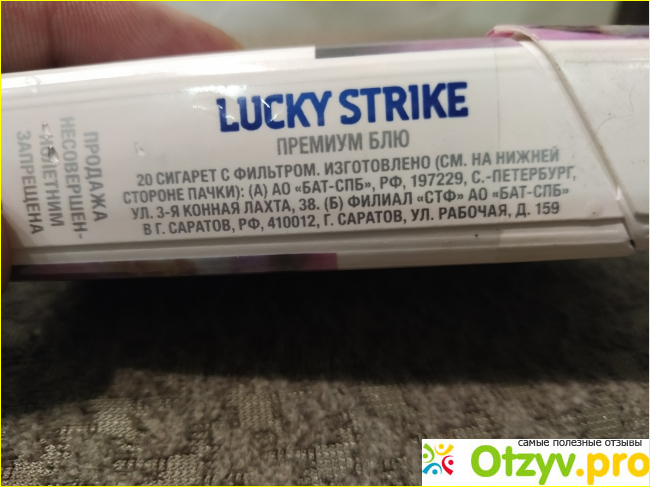 LUCKY STRIKE
ПРЕМИУМ БЛЮ
20 СИГАРЕТ С ФИЛЬТРОМ. ИЗГОТОВЛЕНО (СМ. НА НИЖНЕЙ
СТОРОНЕ ПАЧКИ): (А) АО «БАТ-СПБ», РФ, 197229, С.-ПЕТЕРБУРГ,
УЛ. 3-Я КОННАЯ ЛАХТА, 38. (Б) ФИЛИАЛ «СТФ» АО «БАТ-СПБ»
В Г. САРАТОВ, РФ, 410012, Г. САРАТОВ, УЛ. РАБОЧАЯ, Д. 159
ПРОДАЖА
НЕСОВЕРШЕН-
НОЛЕТНИМ
ЗАПРЕЩЕНА
самые полезные отзывы
Otzyv.pro